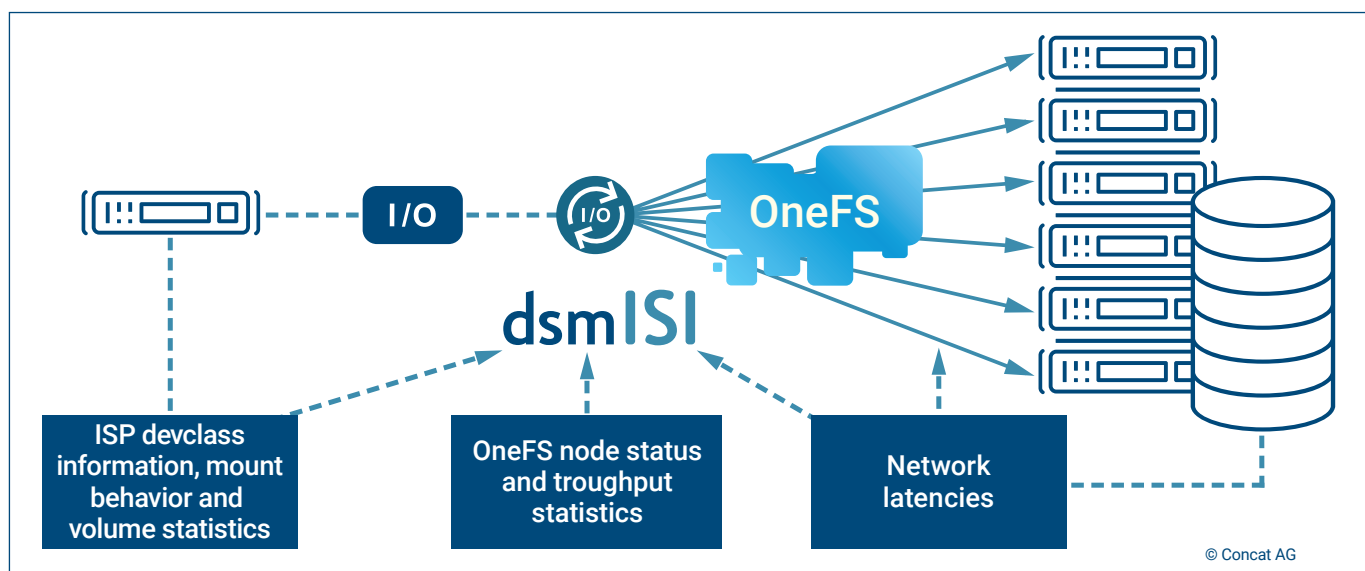 I/O
I/O
OneFS
dsmISI
ISP devclass
information, mount
behavior and
volume statistics
OneFS node status
and troughput
statistics
Network
latencies
© Concat AG